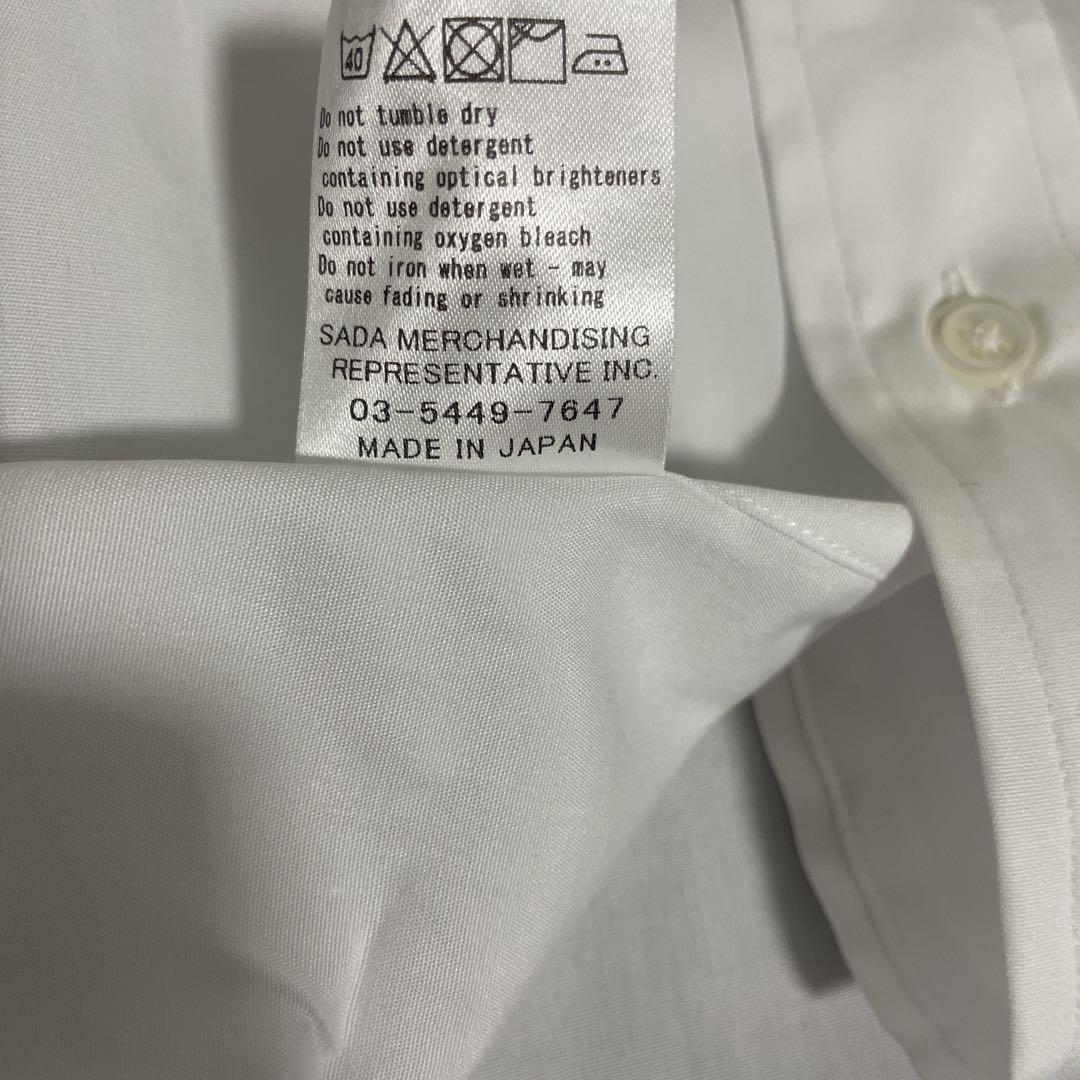 40
Do not tumble dry
Do not use detergent
containing optical brighteners
Do not use detergent
containing oxygen bleach
Do not iron when wet - may
cause fading or shrinking
SADA MERCHANDISING
REPRESENTATIVE INC.
03-5449-7647
MADE IN JAPAN